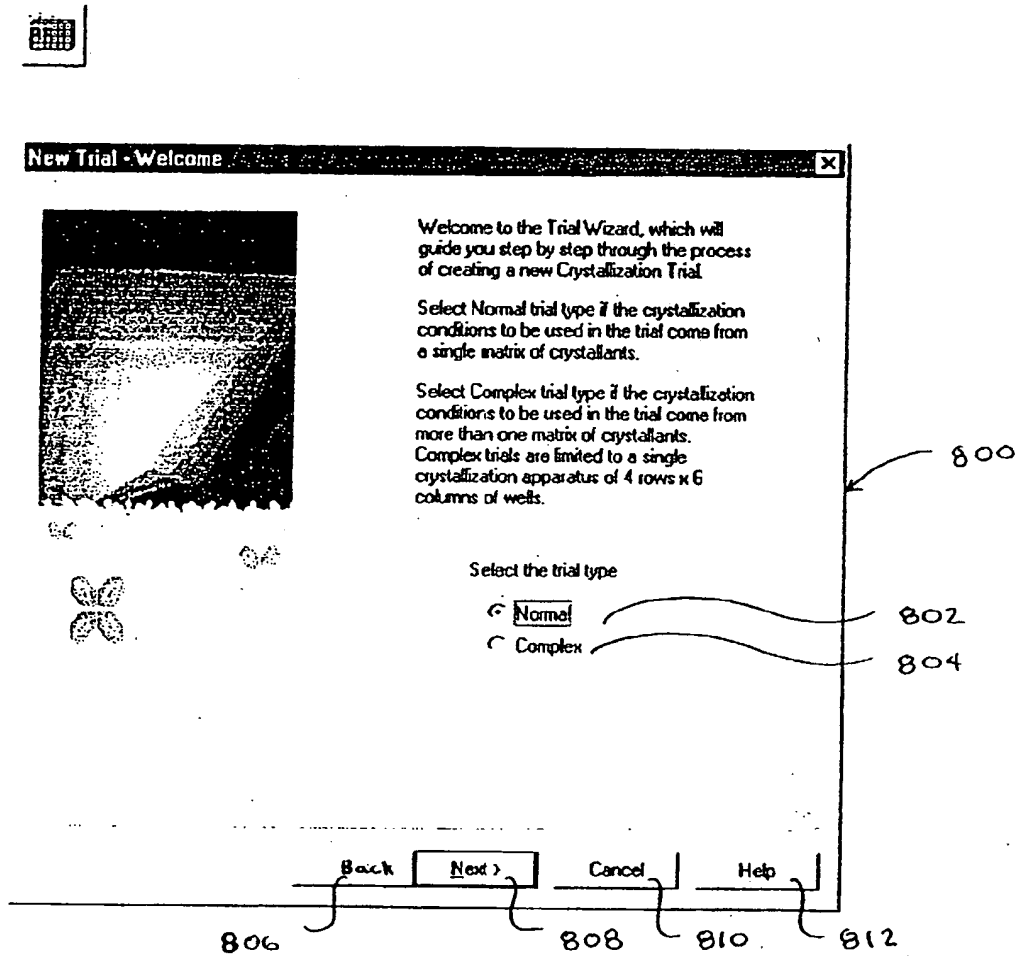 New Trial - Welcome
Welcome to the Trial Wizard, which will
guide you step by step through the process
of creating a new Crystallization Trial.
Select Normal trial type if the crystallization
conditions to be used in the trial come from
a single matrix of crystallants.
Select Complex trial type if the crystallization
conditions to be used in the trial come from
more than one matrix of crystallants.
Complex trials are limited to a single
crystallization apparatus of 4 rows x 6
columns of wells.
800
Select the trial type
Normal
802
Complex
804
Back
Next >
Cancel
Help
806
808
810
812